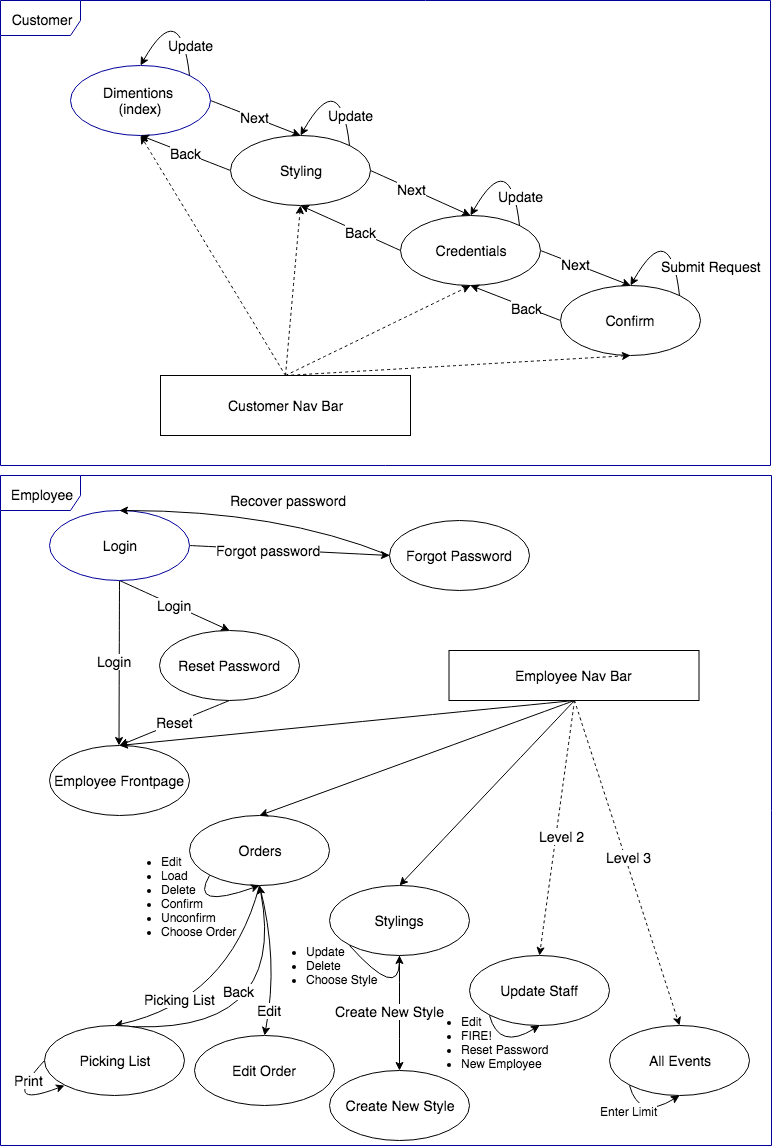 Customer
Update
Dimentions
(index)
Next
Update
Back
Styling
Next
Update
Back
Credentials
Next
Submit Request
Back
Confirm
Customer Nav Bar
Employee
Recover password
Login
Forgot password
Forgot Password
Login
Login
Reset Password
Employee Nav Bar
Reset
Employee Frontpage
Level 2
Orders
Level 3
• Edit
• Load
• Delete
• Confirm
• Unconfirm
• Choose Order
Stylings
• Update
• Delete
• Choose Style
Update Staff
Back
Picking List
Edit
Create New Style
• Edit
• FIRE!
• Reset Password
• New Employee
Picking List
Edit Order
All Events
Print
Create New Style
Enter Limit